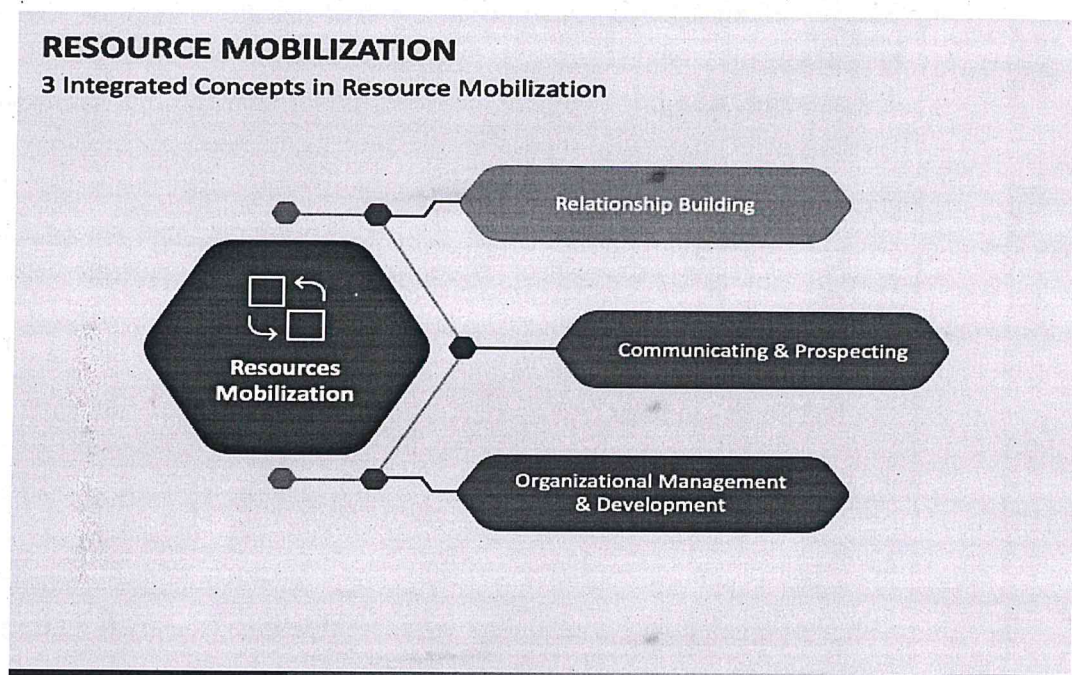 RESOURCE MOBILIZATION
3 Integrated Concepts in Resource Mobilization
Relationship Building
Resources
Mobilization
Communicating & Prospecting
Organizational Management
& Development